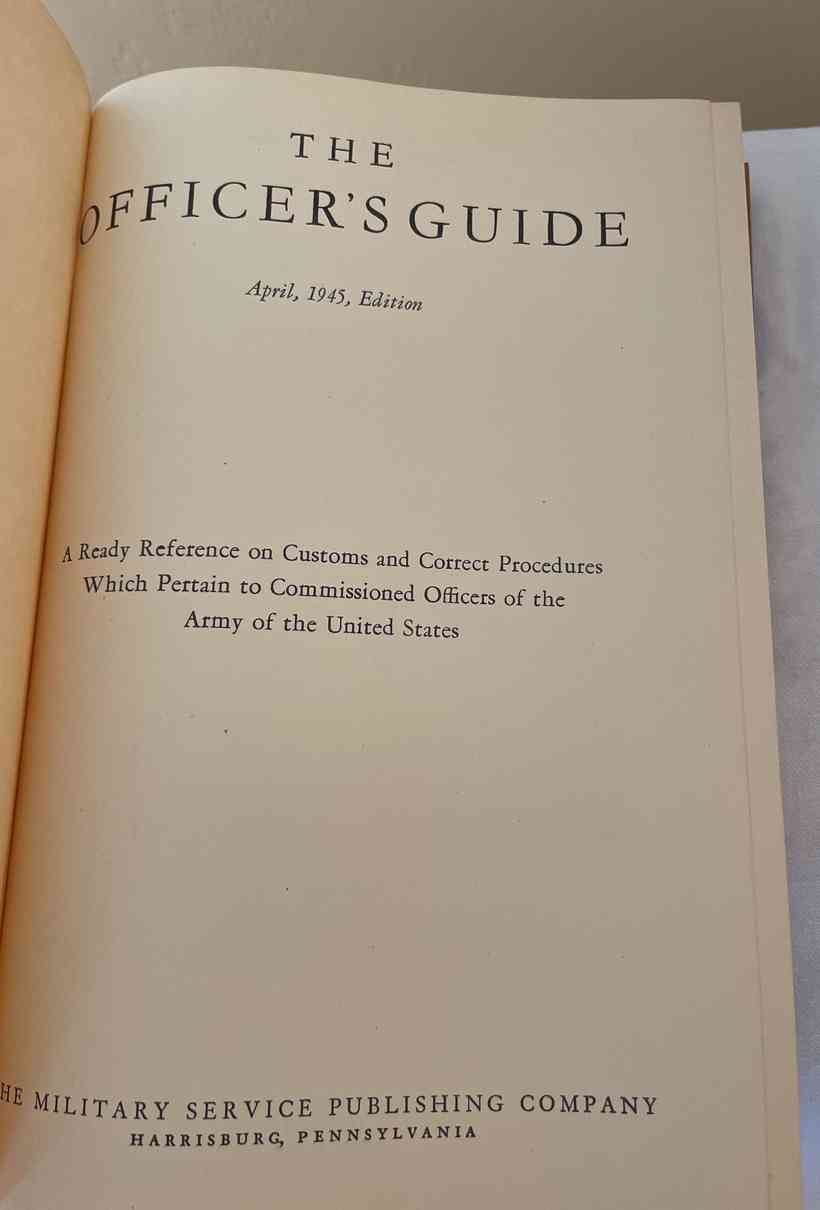 THE
OFFICER'S GUIDE
April, 1945, Edition
A Ready Reference on Customs and Correct Procedures
Which Pertain to Commissioned Officers of the
Army of the United States
HE MILITARY SERVICE PUBLISHING COMPANY
HARRISBURG, PENNSYLVANIA